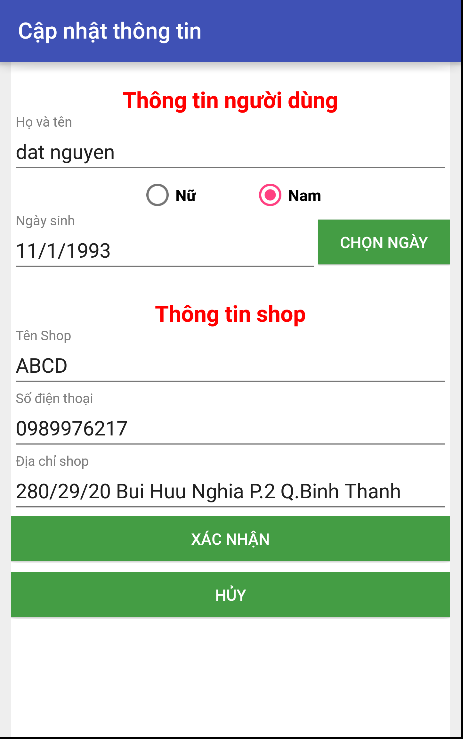 Cập nhật thông tin
Thông tin người dùng
Họ và tên
dat nguyen
Nữ Nam
Ngày sinh
11/1/1993 CHỌN NGÀY
Thông tin shop
Tên Shop
ABCD
Số điện thoại
0989976217
Địa chỉ shop
280/29/20 Bui Huu Nghia P.2 Q.Binh Thanh
XÁC NHẬN
HỦY